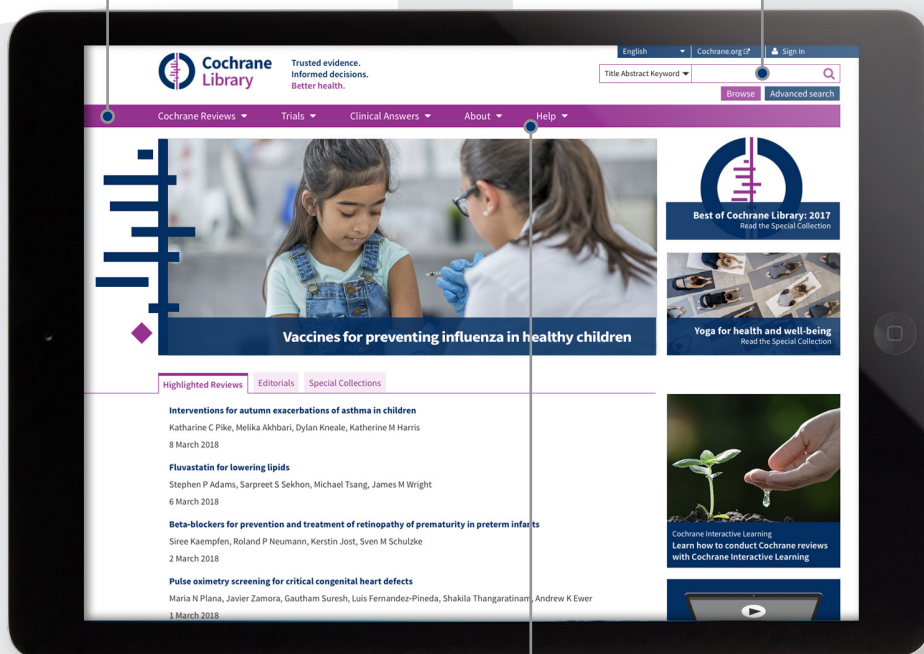 Cochrane
Library
Trusted evidence.
Informed decisions.
Better health.
English
Cochrane.org
Sign In
Title Abstract Keyword
Browse
Advanced search
Cochrane Reviews
Trials
Clinical Answers
About
Help
Vaccines for preventing influenza in healthy children
Best of Cochrane Library: 2017
Read the Special Collection
Yoga for health and well-being
Read the Special Collection
Highlighted Reviews
Editorials
Special Collections
Interventions for autumn exacerbations of asthma in children
Katharine C Pike, Melika Akhbari, Dylan Kneale, Katherine M Harris
8 March 2018
Fluvastatin for lowering lipids
Stephen P Adams, Sarpreet S Sekhon, Michael Tsang, James M Wright
6 March 2018
Beta-blockers for prevention and treatment of retinopathy of prematurity in preterm infants
Siree Kaempfen, Roland P Neumann, Kerstin Jost, Sven M Schulzke
2 March 2018
Pulse oximetry screening for critical congenital heart defects
Maria N Plana, Javier Zamora, Gautham Suresh, Luis Fernandez-Pineda, Shakila Thangaratinam, Andrew K Ewer
1 March 2018
Cochrane Interactive Learning
Learn how to conduct Cochrane reviews
with Cochrane Interactive Learning